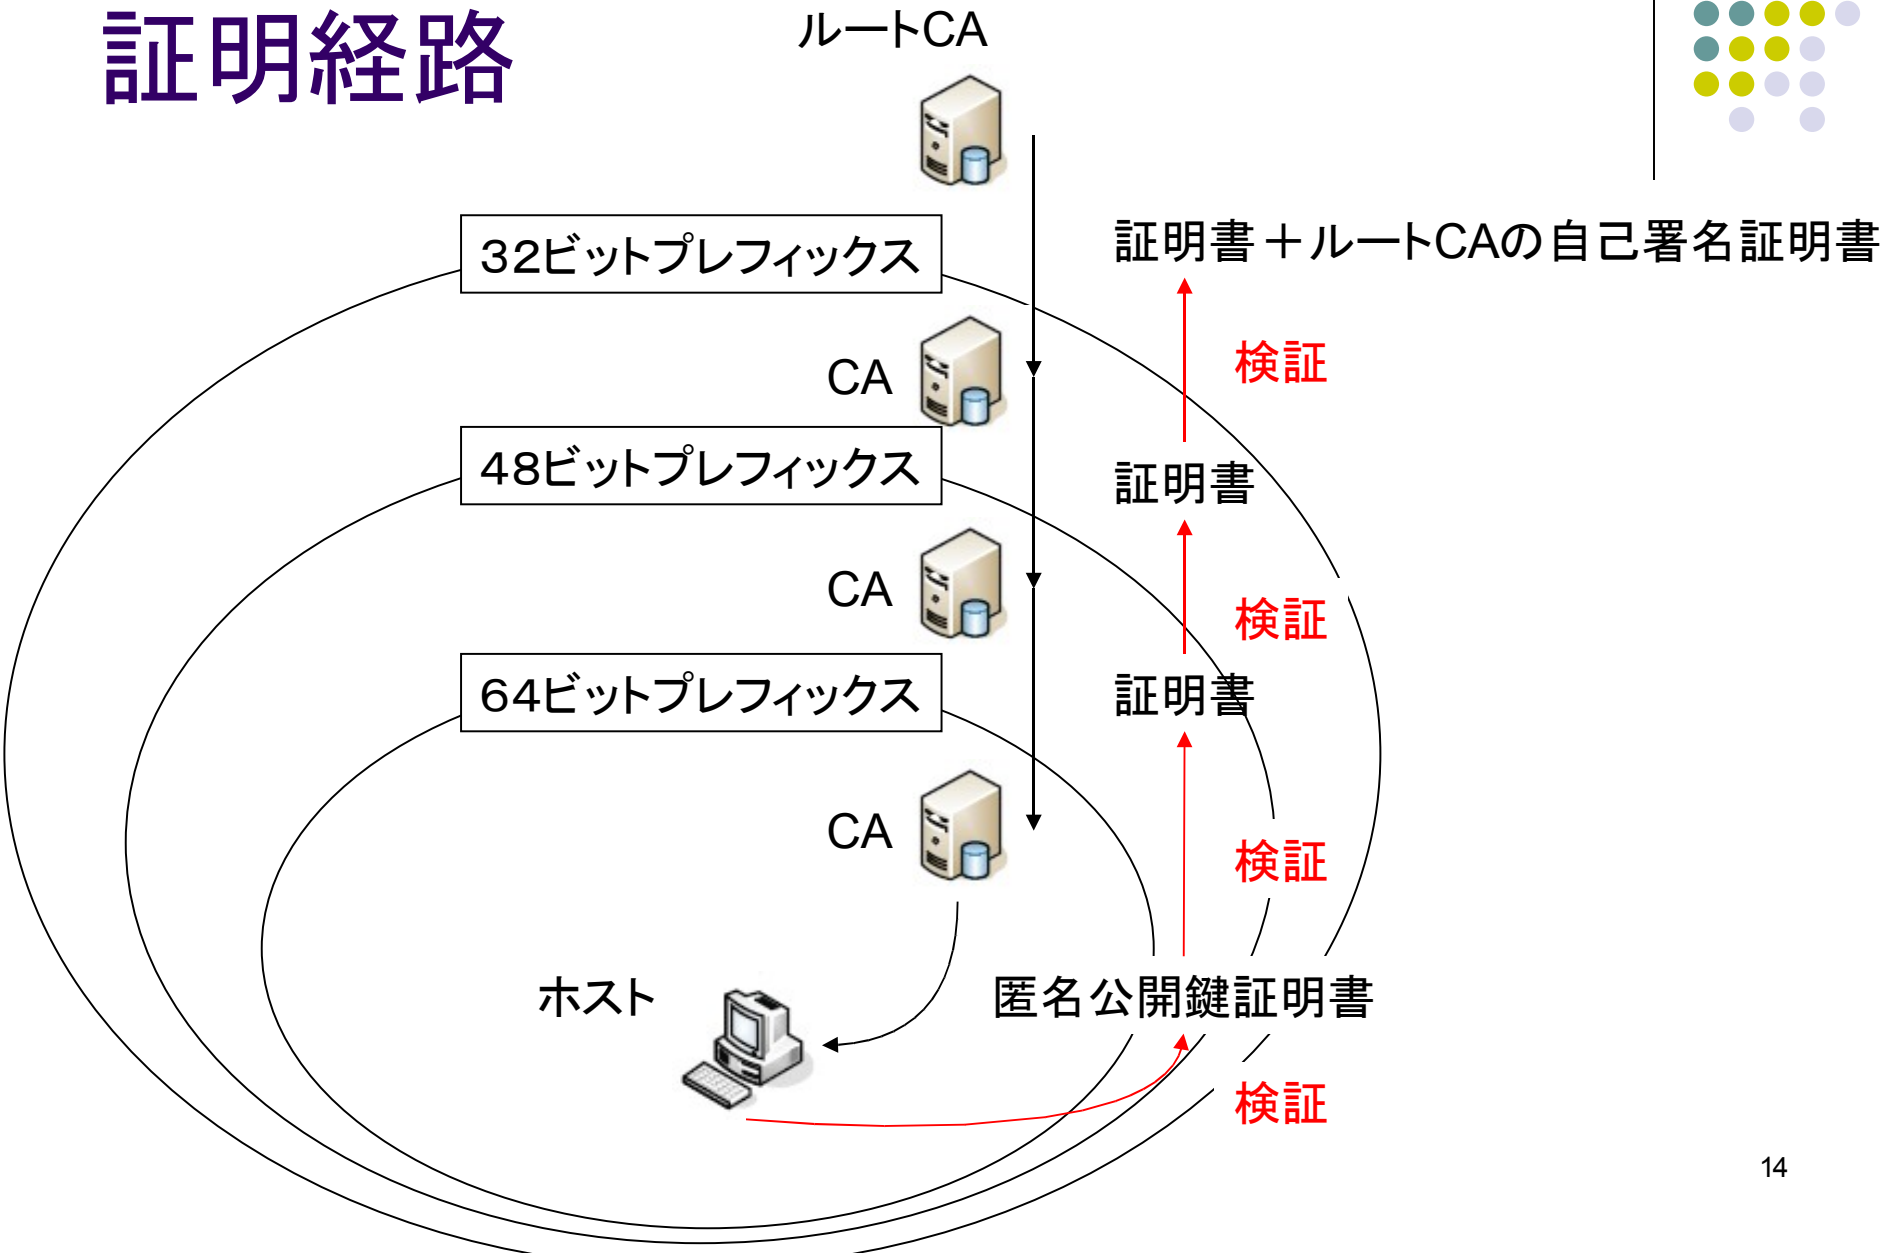 証明経路
ルートCA
32ビットプレフィックス
証明書＋ルートCAの自己署名証明書
検証
CA
48ビットプレフィックス
証明書
検証
CA
64ビットプレフィックス
証明書
検証
CA
ホスト
匿名公開鍵証明書
検証
14